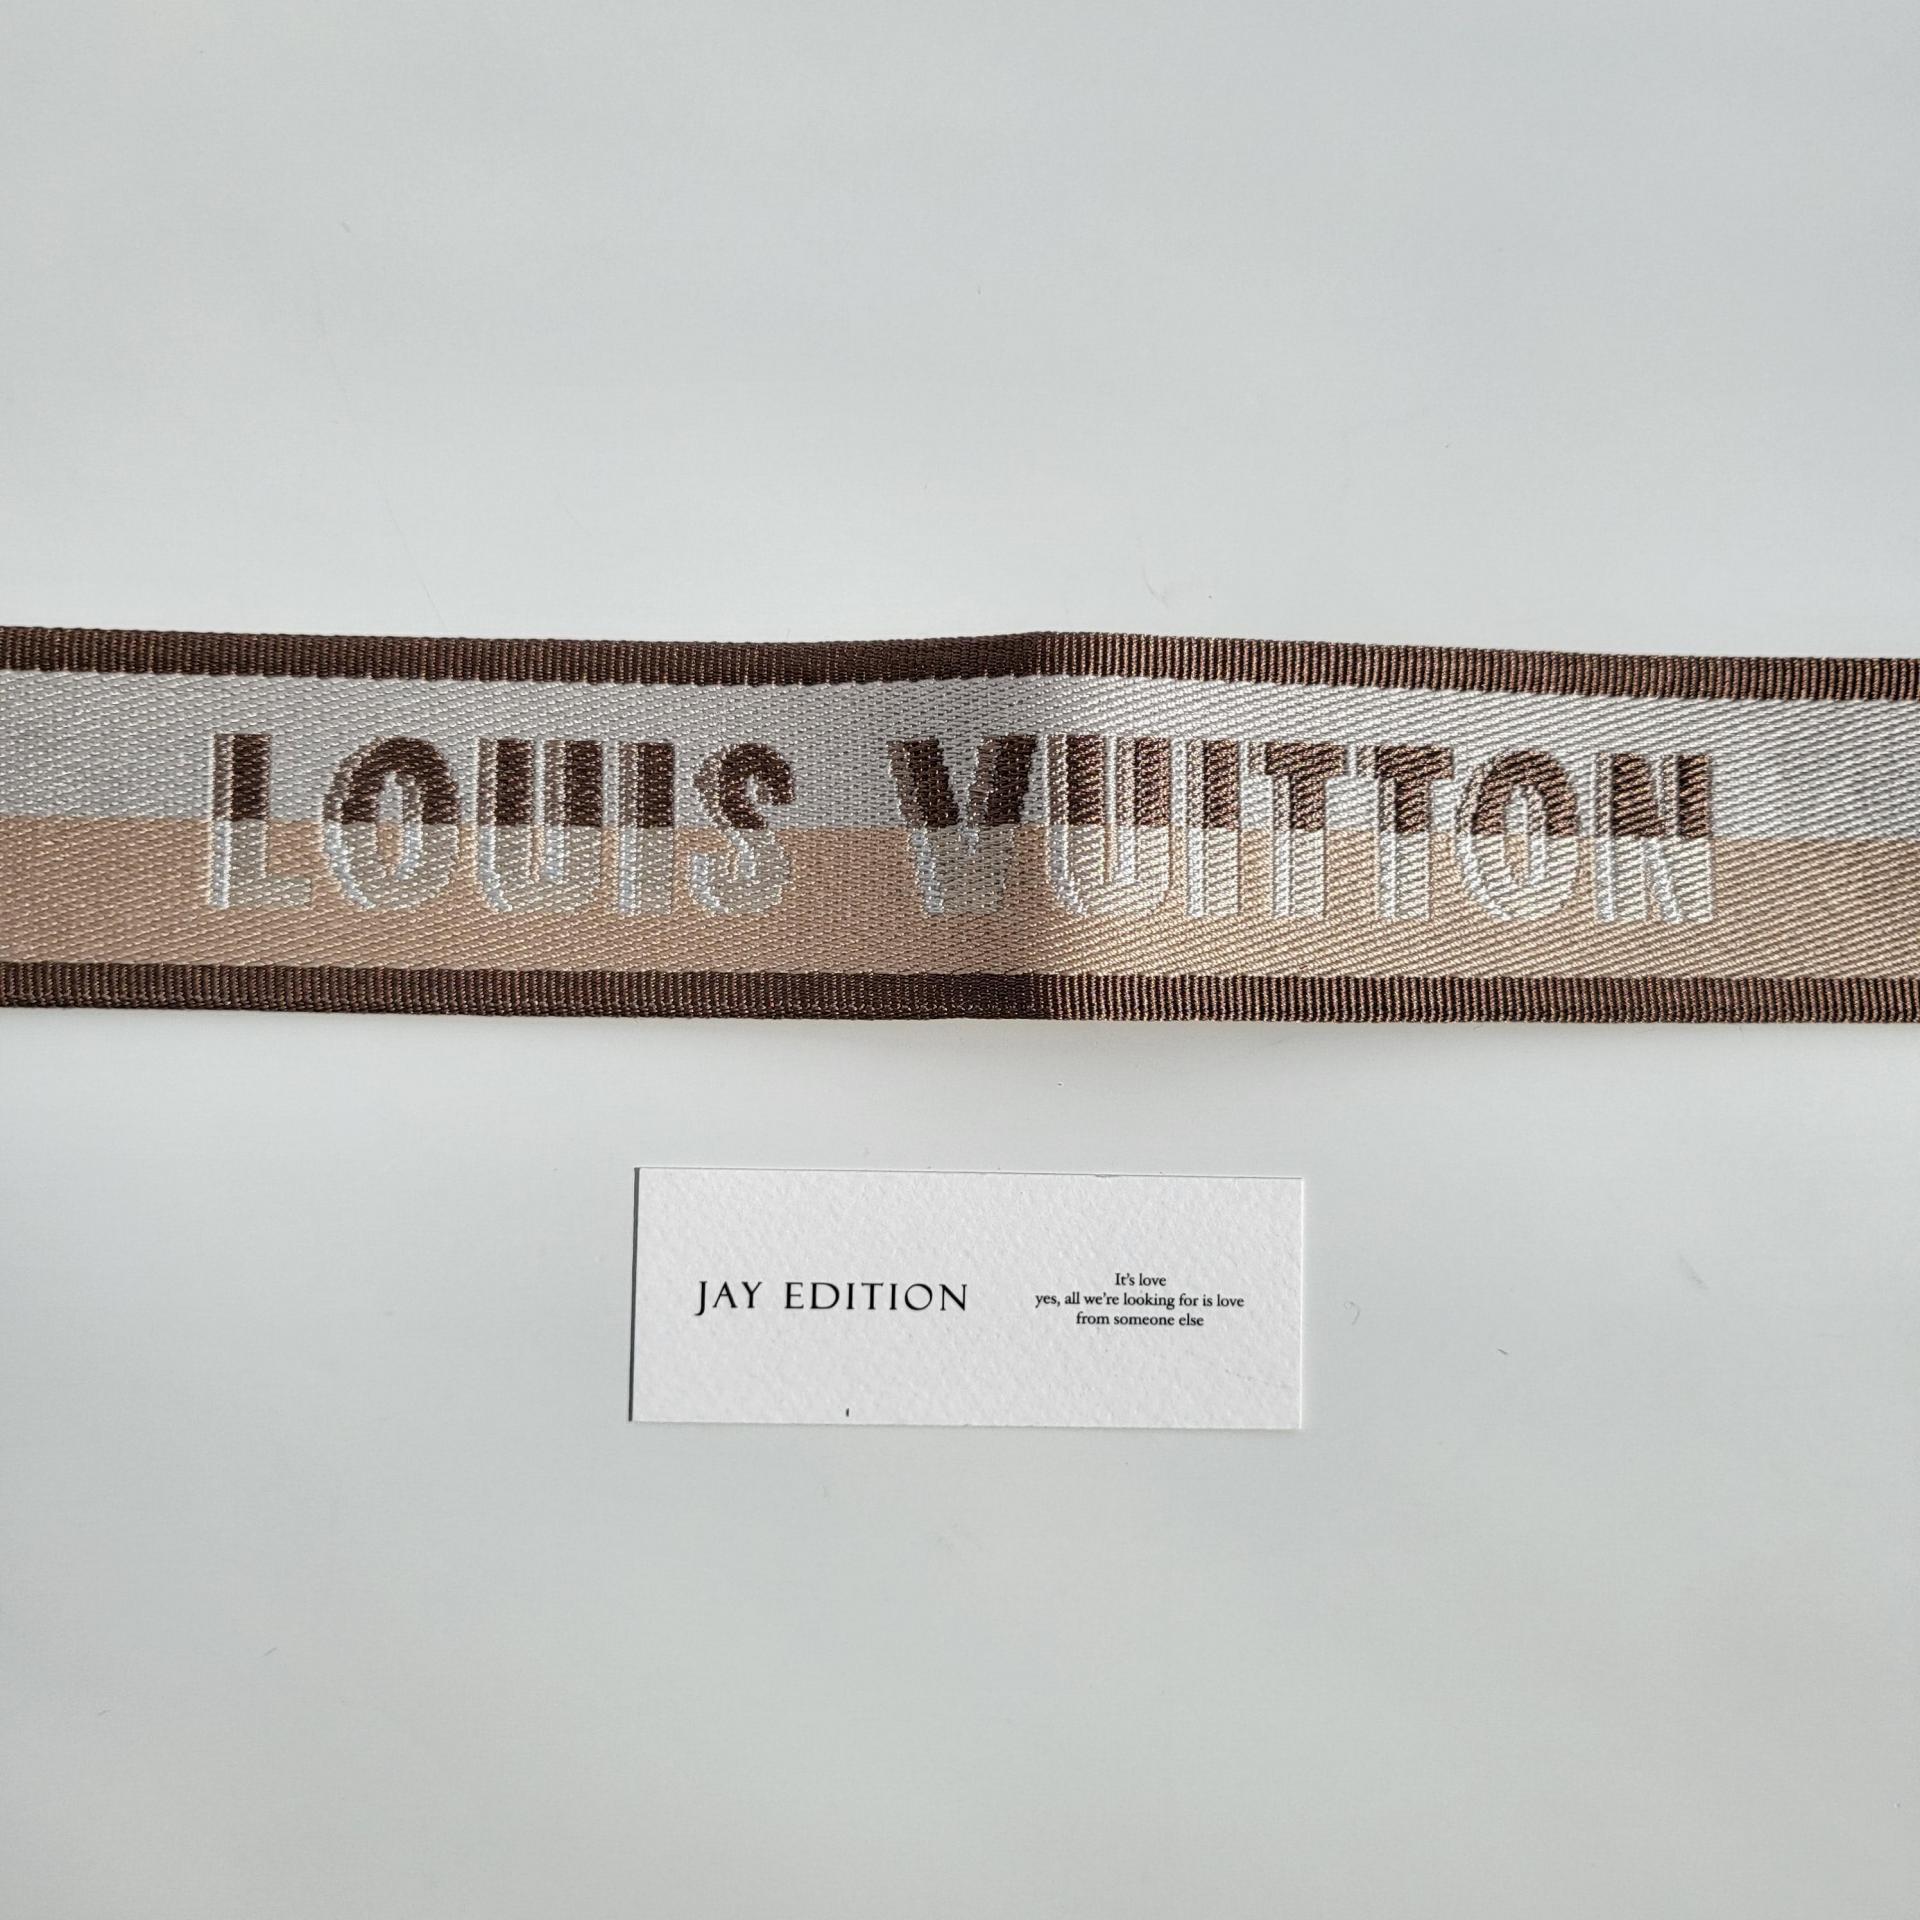 LOUIS VUITTON
JAY EDITION
It's love
yes, all we're looking for is love
from someone else